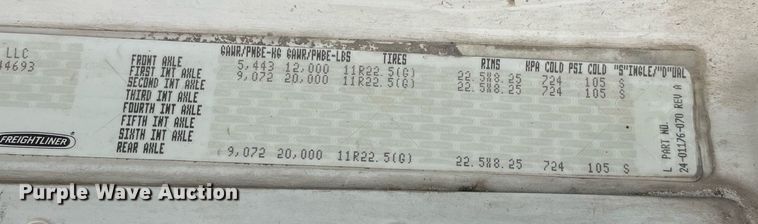 LLC
44693
GAWR/PNBE-KG GAWR/PNBE-LBS TIRES RIMS KPA COLD PSI COLD "S"INGLE/"D"UAL
FRONT AXLE 5,443 12,000 11R22.5(G) 22.5X8.25 724 105 S
FIRST INT AXLE 9,072 20,000 11R22.5(G) 22.5X8.25 724 105 S
SECOND INT AXLE
THIRD INT AXLE
FOURTH INT AXLE
FIFTH INT AXLE
SIXTH INT AXLE
REAR AXLE 9,072 20,000 11R22.5(G) 22.5X8.25 724 105 S
FREIGHTLINER
L PART NO.
24-01176-070 REV A
Purple Wave Auction